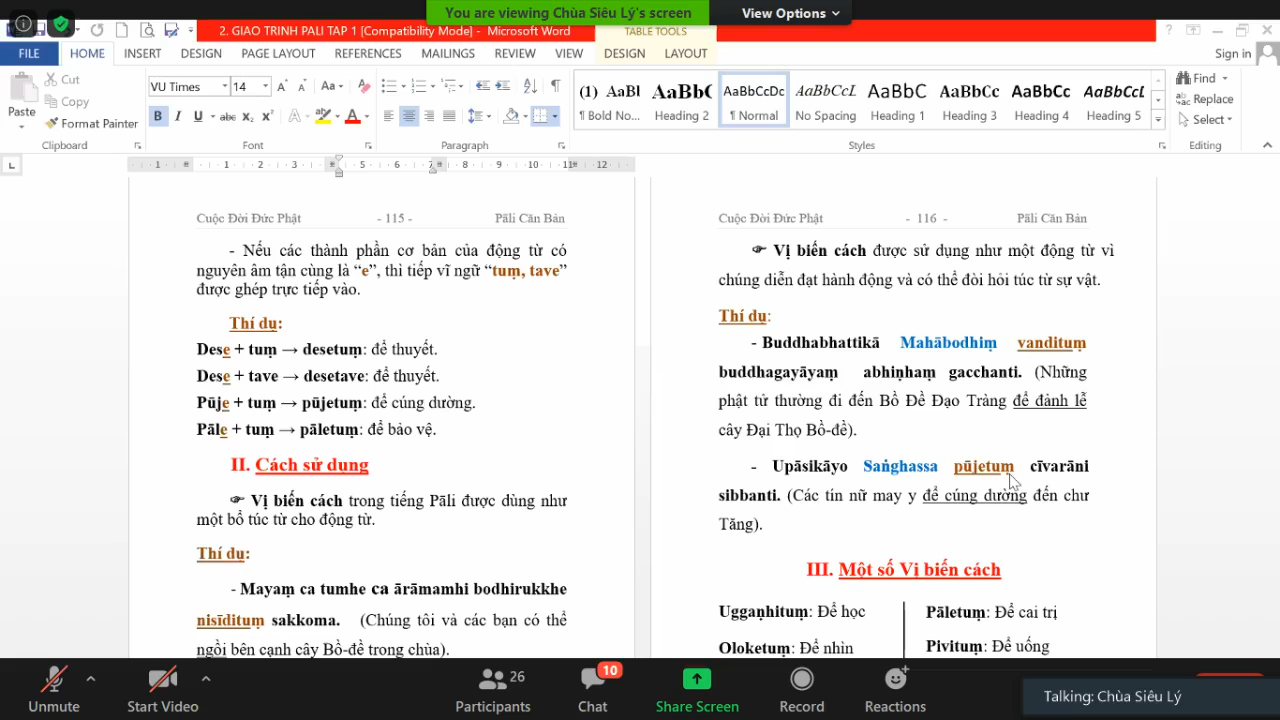 You are viewing Chùa Siêu Lý's screen
View Options
2. GIAO TRINH PALI TAP 1 [Compatibility Mode] - Microsoft Word
TABLE TOOLS
FILE HOME INSERT DESIGN PAGE LAYOUT REFERENCES MAILINGS REVIEW VIEW DESIGN LAYOUT Sign in
Paste
Cut
Copy
Format Painter
Clipboard
VU Times 14
Font
Paragraph
(1) AaBl AaBbC AaBbCcDc AaBbCcL AaBbC AaBbCc AaBbCc AaBbCcL
¶ Bold No... Heading 2 ¶ Normal No Spacing Heading 1 Heading 3 Heading 4 Heading 5
Styles
Find
Replace
Select
Editing
Cuộc Đời Đức Phật - 115 - Pāli Căn Bản
- Nếu các thành phần cơ bản của động từ có
nguyên âm tận cùng là “e”, thì tiếp vĩ ngữ “tuṃ, tave”
được ghép trực tiếp vào.
Thí dụ:
Dese + tuṃ → desetuṃ: để thuyết.
Dese + tave → desetave: để thuyết.
Pūje + tuṃ → pūjetuṃ: để cúng dường.
Pāle + tuṃ → pāletuṃ: để bảo vệ.
II. Cách sử dụng
☞ Vị biến cách trong tiếng Pāli được dùng như
một bổ túc từ cho động từ.
Thí dụ:
- Mayaṃ ca tumhe ca ārāmamhi bodhirukkhe
nisīdituṃ sakkoma. (Chúng tôi và các bạn có thể
ngồi bên cạnh cây Bồ-đề trong chùa).
Cuộc Đời Đức Phật - 116 - Pāli Căn Bản
☞ Vị biến cách được sử dụng như một động từ vì
chúng diễn đạt hành động và có thể đòi hỏi túc từ sự vật.
Thí dụ:
- Buddhabhattikā Mahābodhiṃ vandituṃ
buddhagayāyaṃ abhiṇhaṃ gacchanti. (Những
phật tử thường đi đến Bồ Đề Đạo Tràng để đảnh lễ
cây Đại Thọ Bồ-đề).
- Upāsikāyo Saṅghassa pūjetuṃ cīvarāni
sibbanti. (Các tín nữ may y để cúng dường đến chư
Tăng).
III. Một số Vị biến cách
Uggaṇhituṃ: Để học
Oloketuṃ: Để nhìn
Pāletuṃ: Để cai trị
Pivituṃ: Để uống
Unmute
Start Video
Participants 26
Chat 10
Share Screen
Record
Reactions
Talking: Chùa Siêu Lý